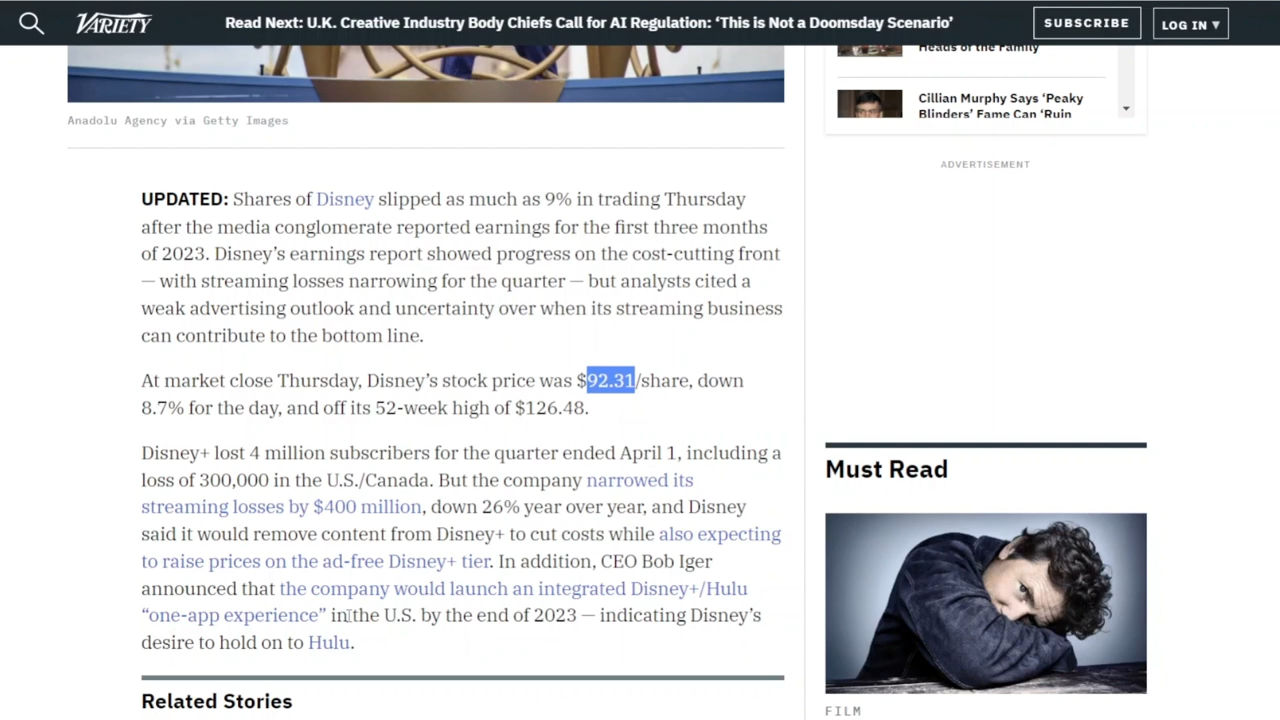 VARIETY
Read Next: U.K. Creative Industry Body Chiefs Call for AI Regulation: ‘This is Not a Doomsday Scenario’
SUBSCRIBE
LOG IN ▾
Anadolu Agency via Getty Images
UPDATED: Shares of Disney slipped as much as 9% in trading Thursday
after the media conglomerate reported earnings for the first three months
of 2023. Disney’s earnings report showed progress on the cost-cutting front
— with streaming losses narrowing for the quarter — but analysts cited a
weak advertising outlook and uncertainty over when its streaming business
can contribute to the bottom line.
At market close Thursday, Disney’s stock price was $92.31/share, down
8.7% for the day, and off its 52-week high of $126.48.
Disney+ lost 4 million subscribers for the quarter ended April 1, including a
loss of 300,000 in the U.S./Canada. But the company narrowed its
streaming losses by $400 million, down 26% year over year, and Disney
said it would remove content from Disney+ to cut costs while also expecting
to raise prices on the ad-free Disney+ tier. In addition, CEO Bob Iger
announced that the company would launch an integrated Disney+/Hulu
“one-app experience” in the U.S. by the end of 2023 — indicating Disney’s
desire to hold on to Hulu.
Related Stories
Heads of the Family
Cillian Murphy Says ‘Peaky
Blinders’ Fame Can ‘Ruin
ADVERTISEMENT
Must Read
FILM